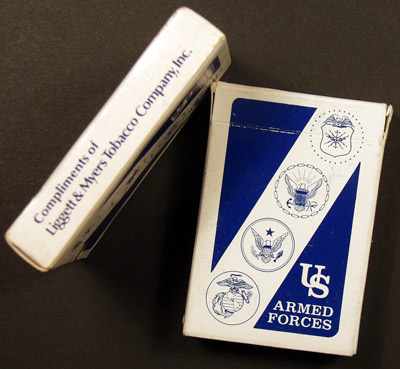 Compliments of
Liggett & Myers Tobacco Company, Inc.
US
ARMED
FORCES